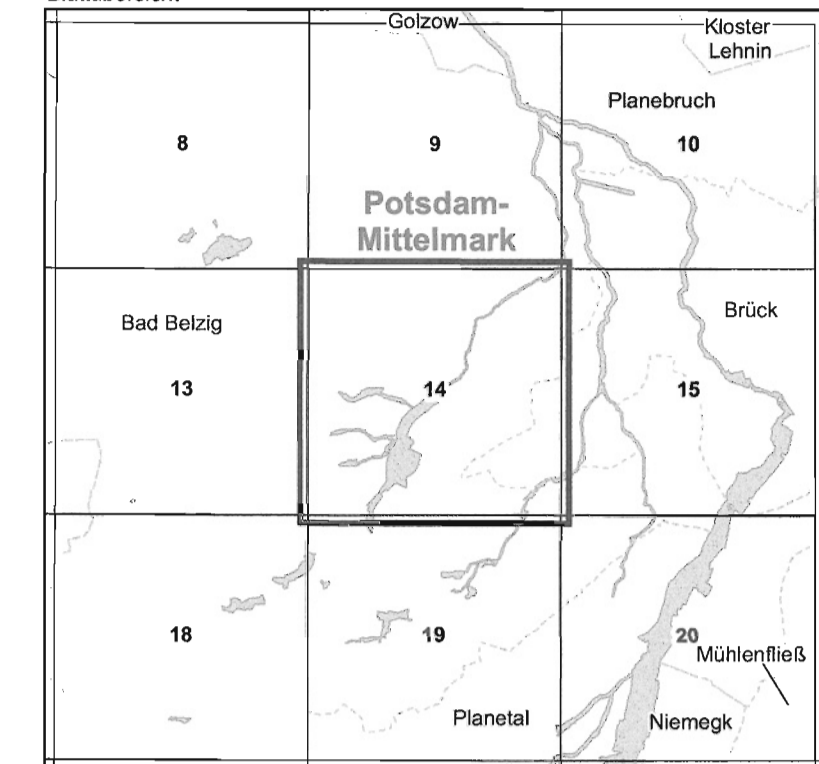 Golzow
Kloster
Lehnin
Planebruch
8
9
10
Potsdam-
Mittelmark
Bad Belzig
Brück
13
14
15
18
19
20
Mühlenfließ
Planetal
Niemegk